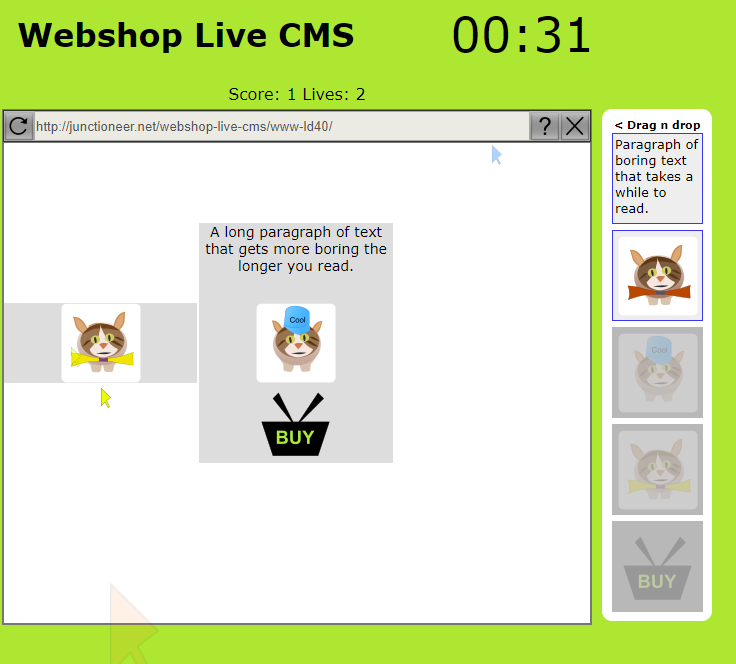 Webshop Live CMS
00:31
Score: 1 Lives: 2
http://junctioneer.net/webshop-live-cms/www-ld40/
?
A long paragraph of text
that gets more boring the
longer you read.
Cool
BUY
< Drag n drop
Paragraph of
boring text
that takes a
while to
read.
Cool
BUY